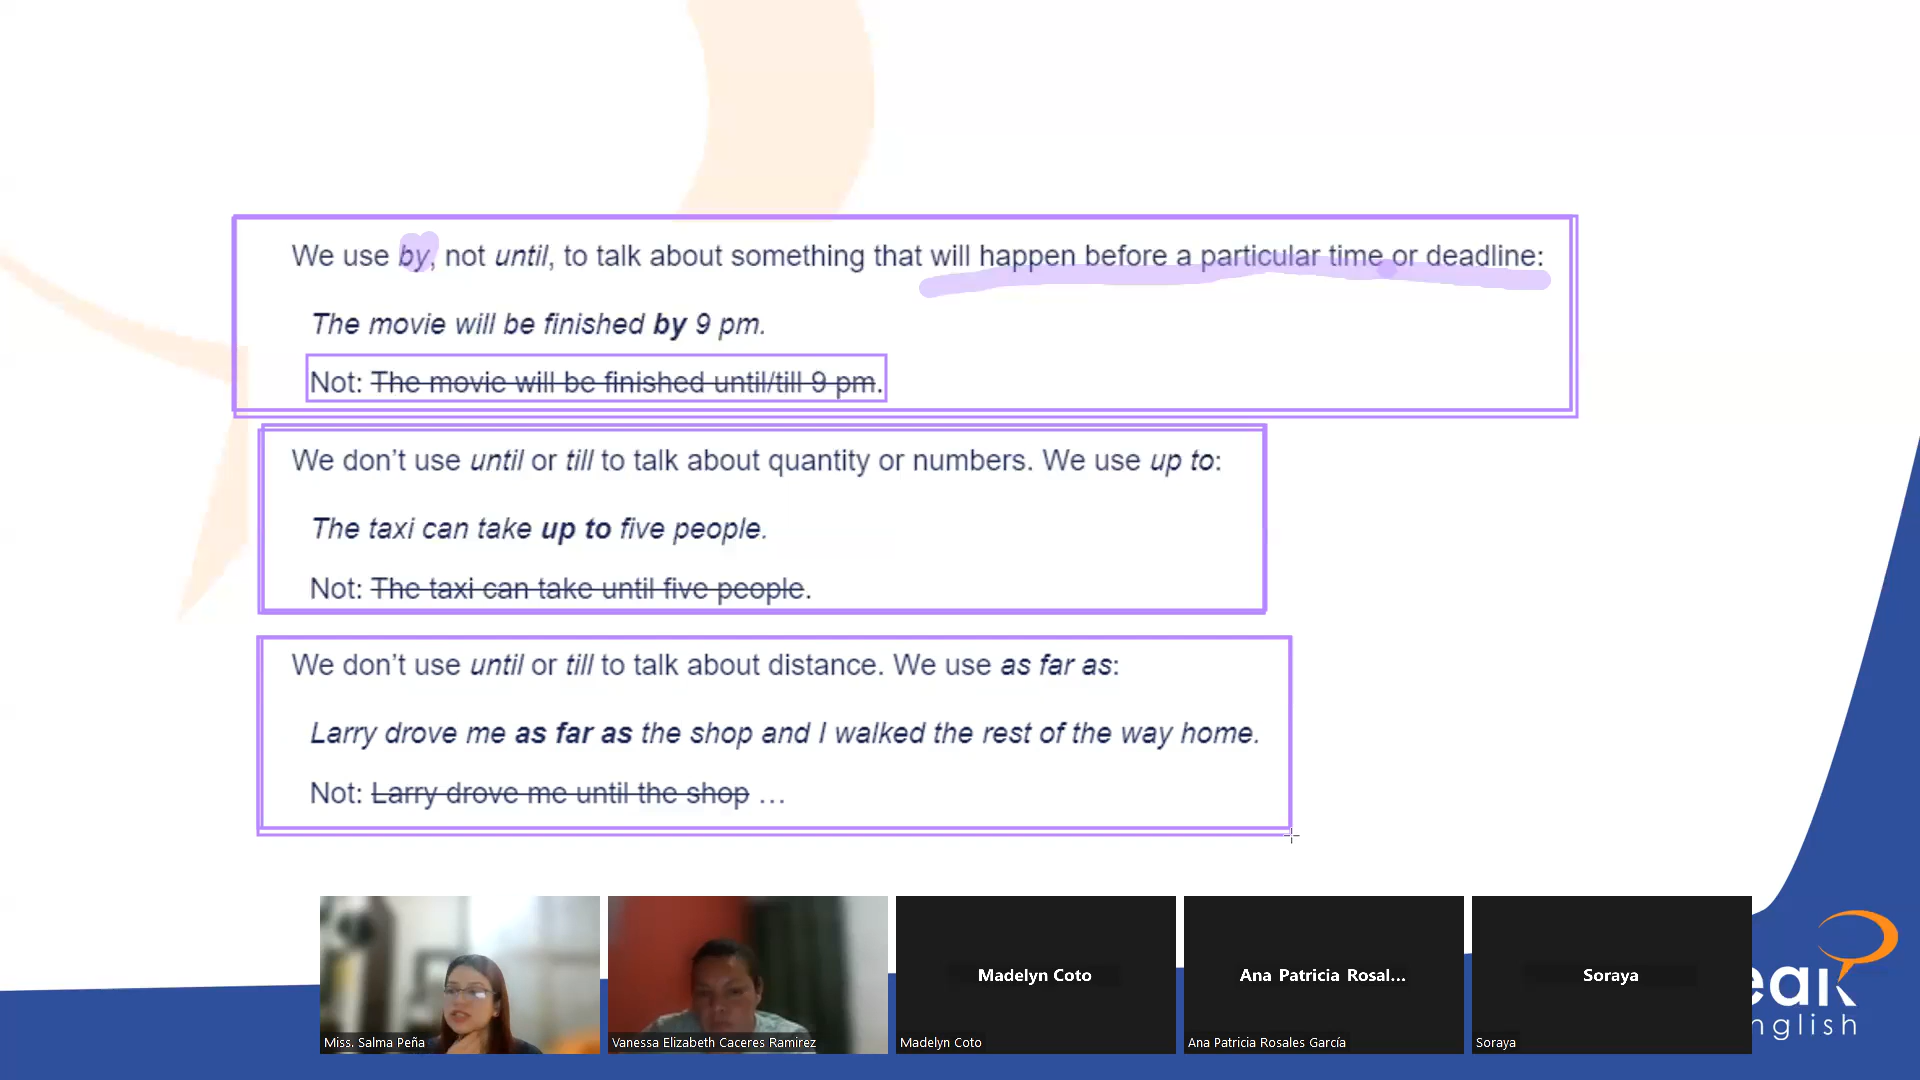 We use by, not until, to talk about something that will happen before a particular time or deadline:
The movie will be finished by 9 pm.
Not: The movie will be finished until/till 9 pm.
We don’t use until or till to talk about quantity or numbers. We use up to:
The taxi can take up to five people.
Not: The taxi can take until five people.
We don’t use until or till to talk about distance. We use as far as:
Larry drove me as far as the shop and I walked the rest of the way home.
Not: Larry drove me until the shop …
Madelyn Coto
Ana Patricia Rosal...
Soraya
Miss. Salma Peña
Vanessa Elizabeth Caceres Ramirez
Madelyn Coto
Ana Patricia Rosales García
Soraya
eak
nglish